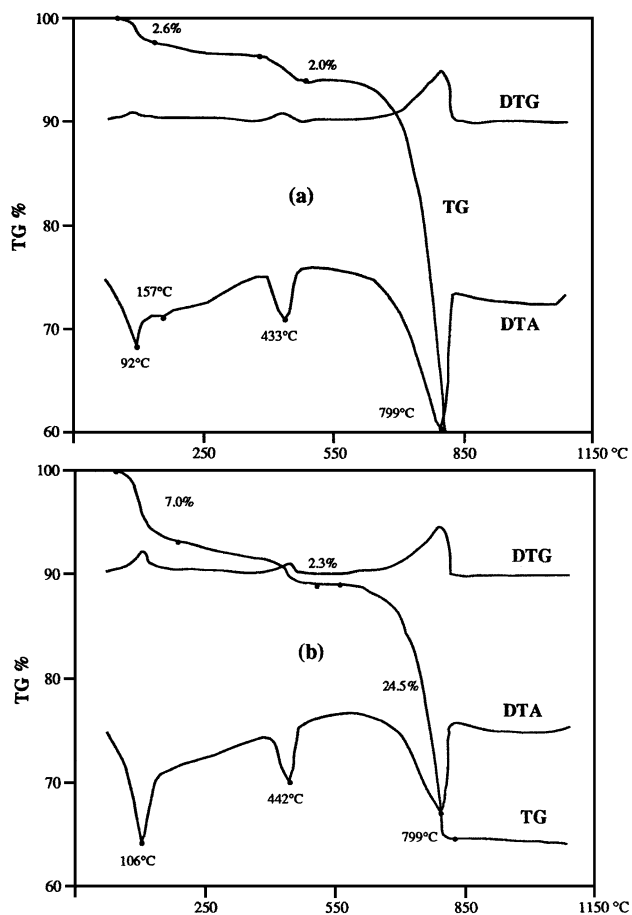 100
2.6%
2.0%
DTG
90
(a)
TG
TG %
80
157°C
70
433°C
DTA
92°C
799°C
60
250
550
850
1150 °C
100
7.0%
2.3%
DTG
90
(b)
TG %
24.5%
80
DTA
442°C
70
799°C
TG
106°C
60
250
550
850
1150 °C